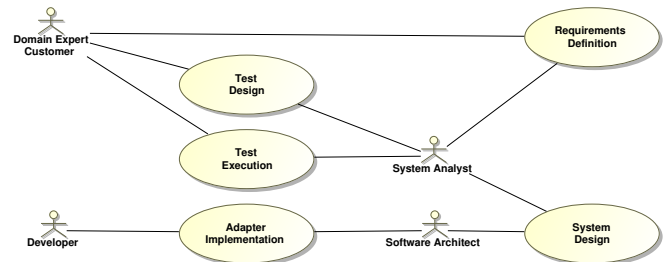 Domain Expert
Customer
Requirements
Definition
Test
Design
Test
Execution
System Analyst
Developer
Adapter
Implementation
Software Architect
System
Design